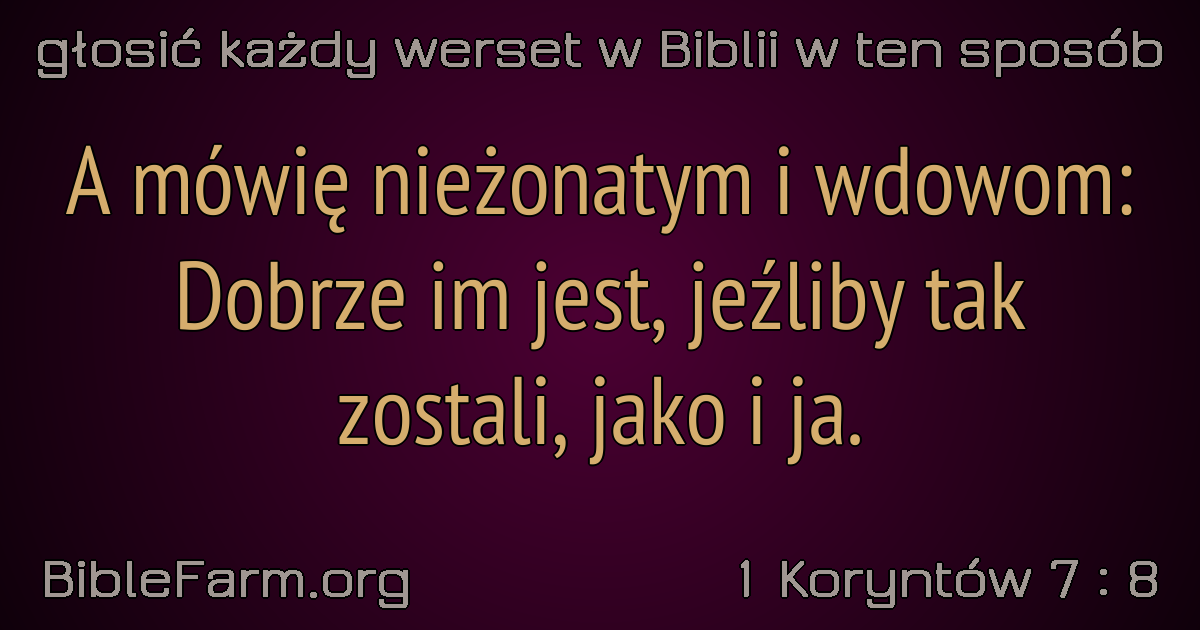 głosić każdy werset w Biblii w ten sposób
A mówię nieżonatym i wdowom:
Dobrze im jest, jeźliby tak
zostali, jako i ja.
BibleFarm.org
1 Koryntów 7 : 8